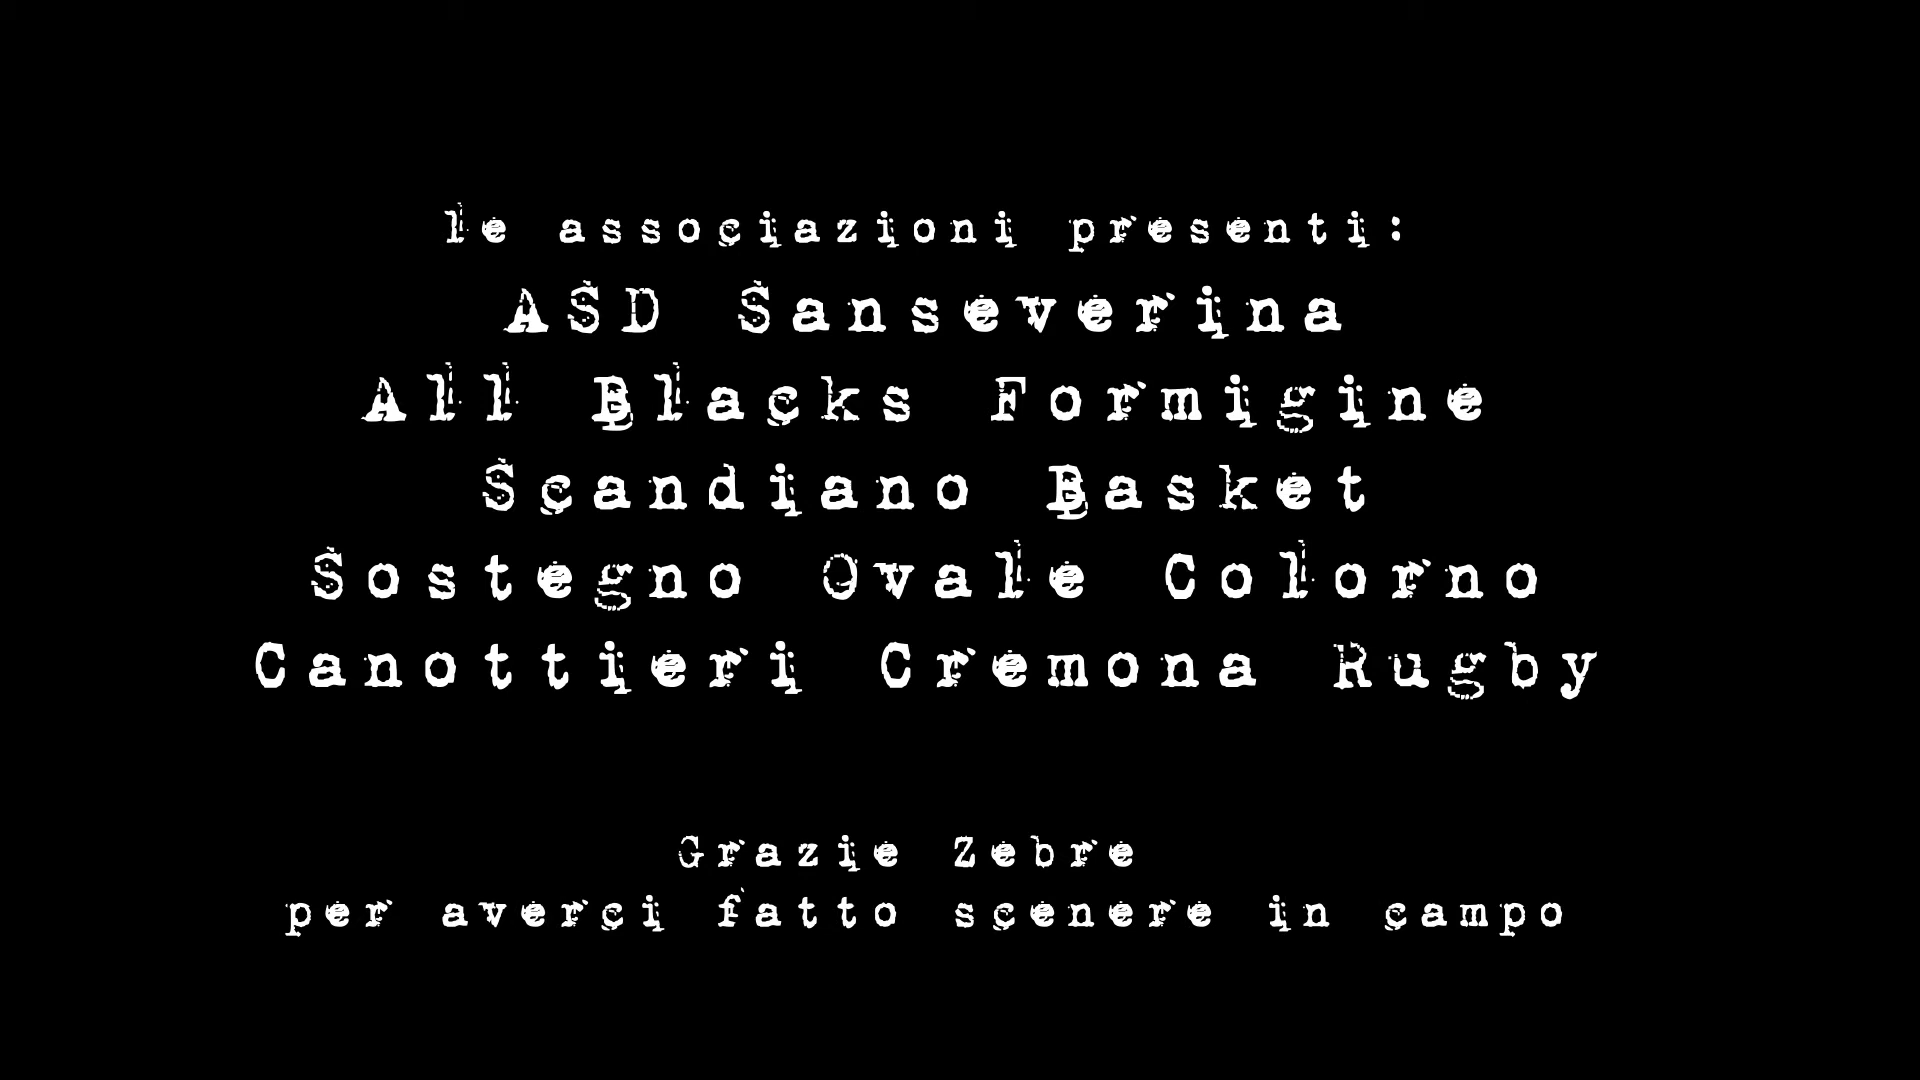 le associazioni presenti:
ASD Sanseverina
All Blacks Formigine
Scandiano Basket
Sostegno Ovale Colorno
Canottieri Cremona Rugby
Grazie Zebre
per averci fatto scenere in campo